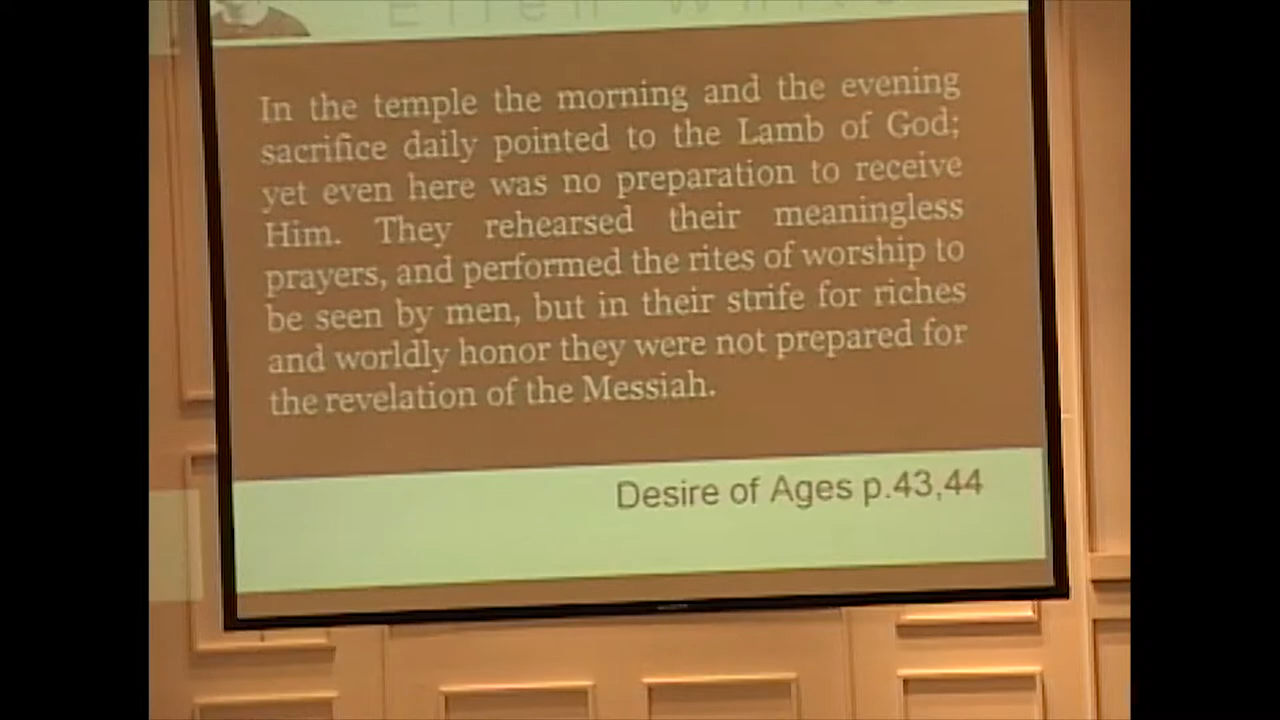 Ellen White
In the temple the morning and the evening
sacrifice daily pointed to the Lamb of God;
yet even here was no preparation to receive
Him. They rehearsed their meaningless
prayers, and performed the rites of worship to
be seen by men, but in their strife for riches
and worldly honor they were not prepared for
the revelation of the Messiah.
Desire of Ages p.43,44